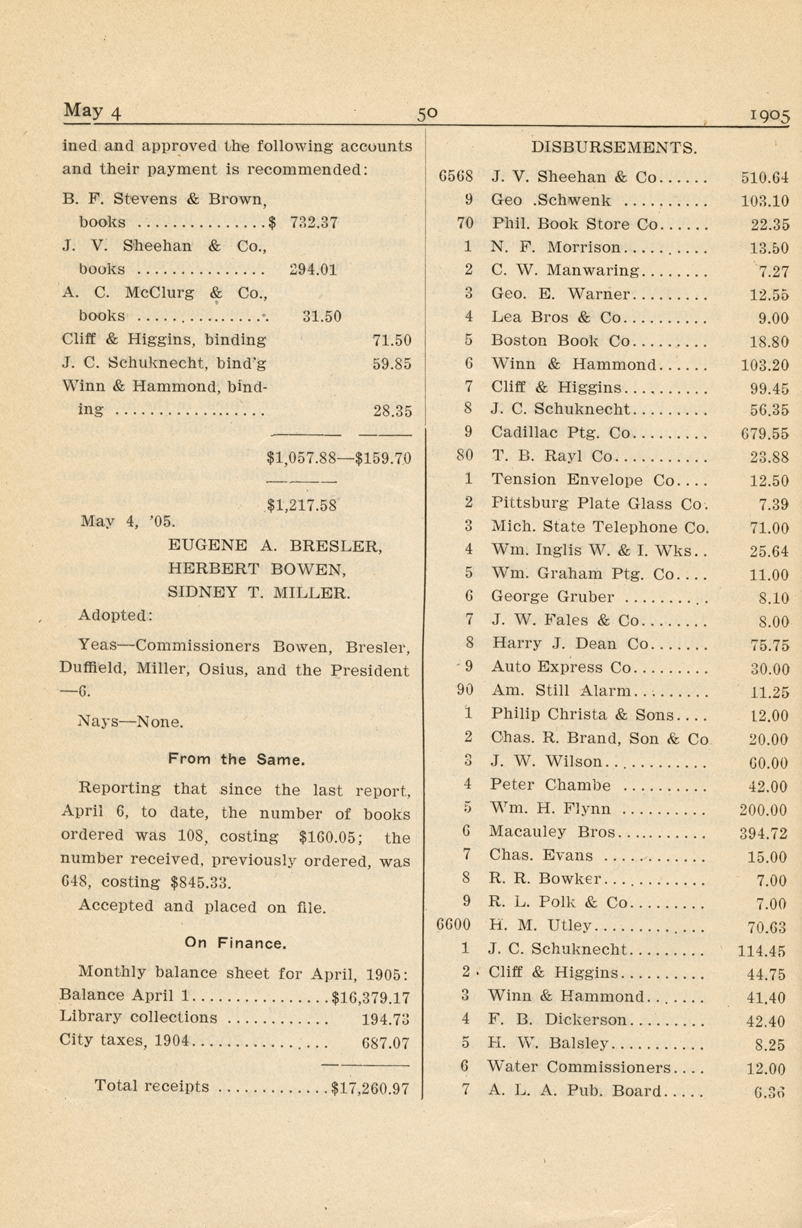 May 4 50 1905
ined and approved the following accounts
and their payment is recommended:
B. F. Stevens & Brown,
books ...............$ 732.37
J. V. Sheehan & Co.,
books ............... 294.01
A. C. McClurg & Co.,
books ................ 31.50
Cliff & Higgins, binding 71.50
J. C. Schuknecht, bind'g 59.85
Winn & Hammond, bind-
ing .................. 28.35
$1,057.88—$159.70
$1,217.58
May 4, '05.
EUGENE A. BRESLER,
HERBERT BOWEN,
SIDNEY T. MILLER.
Adopted:
Yeas—Commissioners Bowen, Bresler,
Duffield, Miller, Osius, and the President
—6.
Nays—None.
From the Same.
Reporting that since the last report,
April 6, to date, the number of books
ordered was 108, costing $160.05; the
number received, previously ordered, was
648, costing $845.33.
Accepted and placed on file.
On Finance.
Monthly balance sheet for April, 1905:
Balance April 1................$16,379.17
Library collections ............ 194.73
City taxes, 1904................ 687.07
Total receipts .............$17,260.97
DISBURSEMENTS.
6568 J. V. Sheehan & Co...... 510.64
9 Geo .Schwenk .......... 103.10
70 Phil. Book Store Co...... 22.35
1 N. F. Morrison.......... 13.50
2 C. W. Manwaring........ 7.27
3 Geo. E. Warner......... 12.55
4 Lea Bros & Co.......... 9.00
5 Boston Book Co......... 18.80
6 Winn & Hammond...... 103.20
7 Cliff & Higgins.......... 99.45
8 J. C. Schuknecht......... 56.35
9 Cadillac Ptg. Co......... 679.55
80 T. B. Rayl Co........... 23.88
1 Tension Envelope Co.... 12.50
2 Pittsburg Plate Glass Co. 7.39
3 Mich. State Telephone Co. 71.00
4 Wm. Inglis W. & I. Wks.. 25.64
5 Wm. Graham Ptg. Co.... 11.00
6 George Gruber .......... 8.10
7 J. W. Fales & Co........ 8.00
8 Harry J. Dean Co....... 75.75
9 Auto Express Co......... 30.00
90 Am. Still Alarm......... 11.25
1 Philip Christa & Sons.... 12.00
2 Chas. R. Brand, Son & Co 20.00
3 J. W. Wilson............ 60.00
4 Peter Chambe .......... 42.00
5 Wm. H. Flynn .......... 200.00
6 Macauley Bros........... 394.72
7 Chas. Evans ............ 15.00
8 R. R. Bowker............ 7.00
9 R. L. Polk & Co......... 7.00
6600 H. M. Utley............. 70.63
1 J. C. Schuknecht......... 114.45
2 Cliff & Higgins.......... 44.75
3 Winn & Hammond....... 41.40
4 F. B. Dickerson......... 42.40
5 H. W. Balsley........... 8.25
6 Water Commissioners.... 12.00
7 A. L. A. Pub. Board..... 6.36